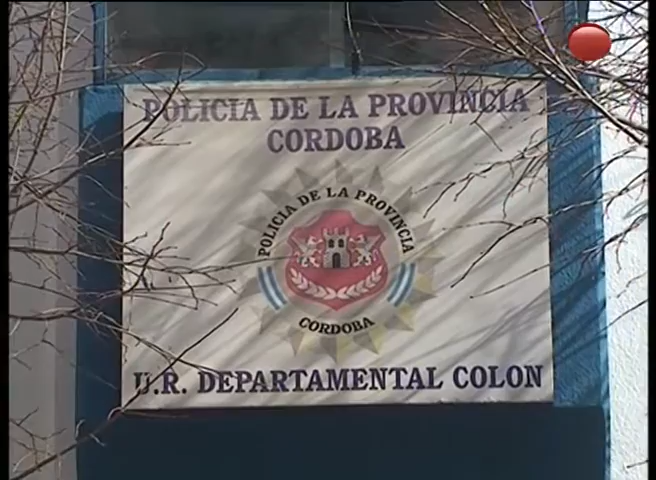 POLICIA DE LA PROVINCIA
CORDOBA
POLICIA DE LA PROVINCIA
CORDOBA
U.R. DEPARTAMENTAL COLON